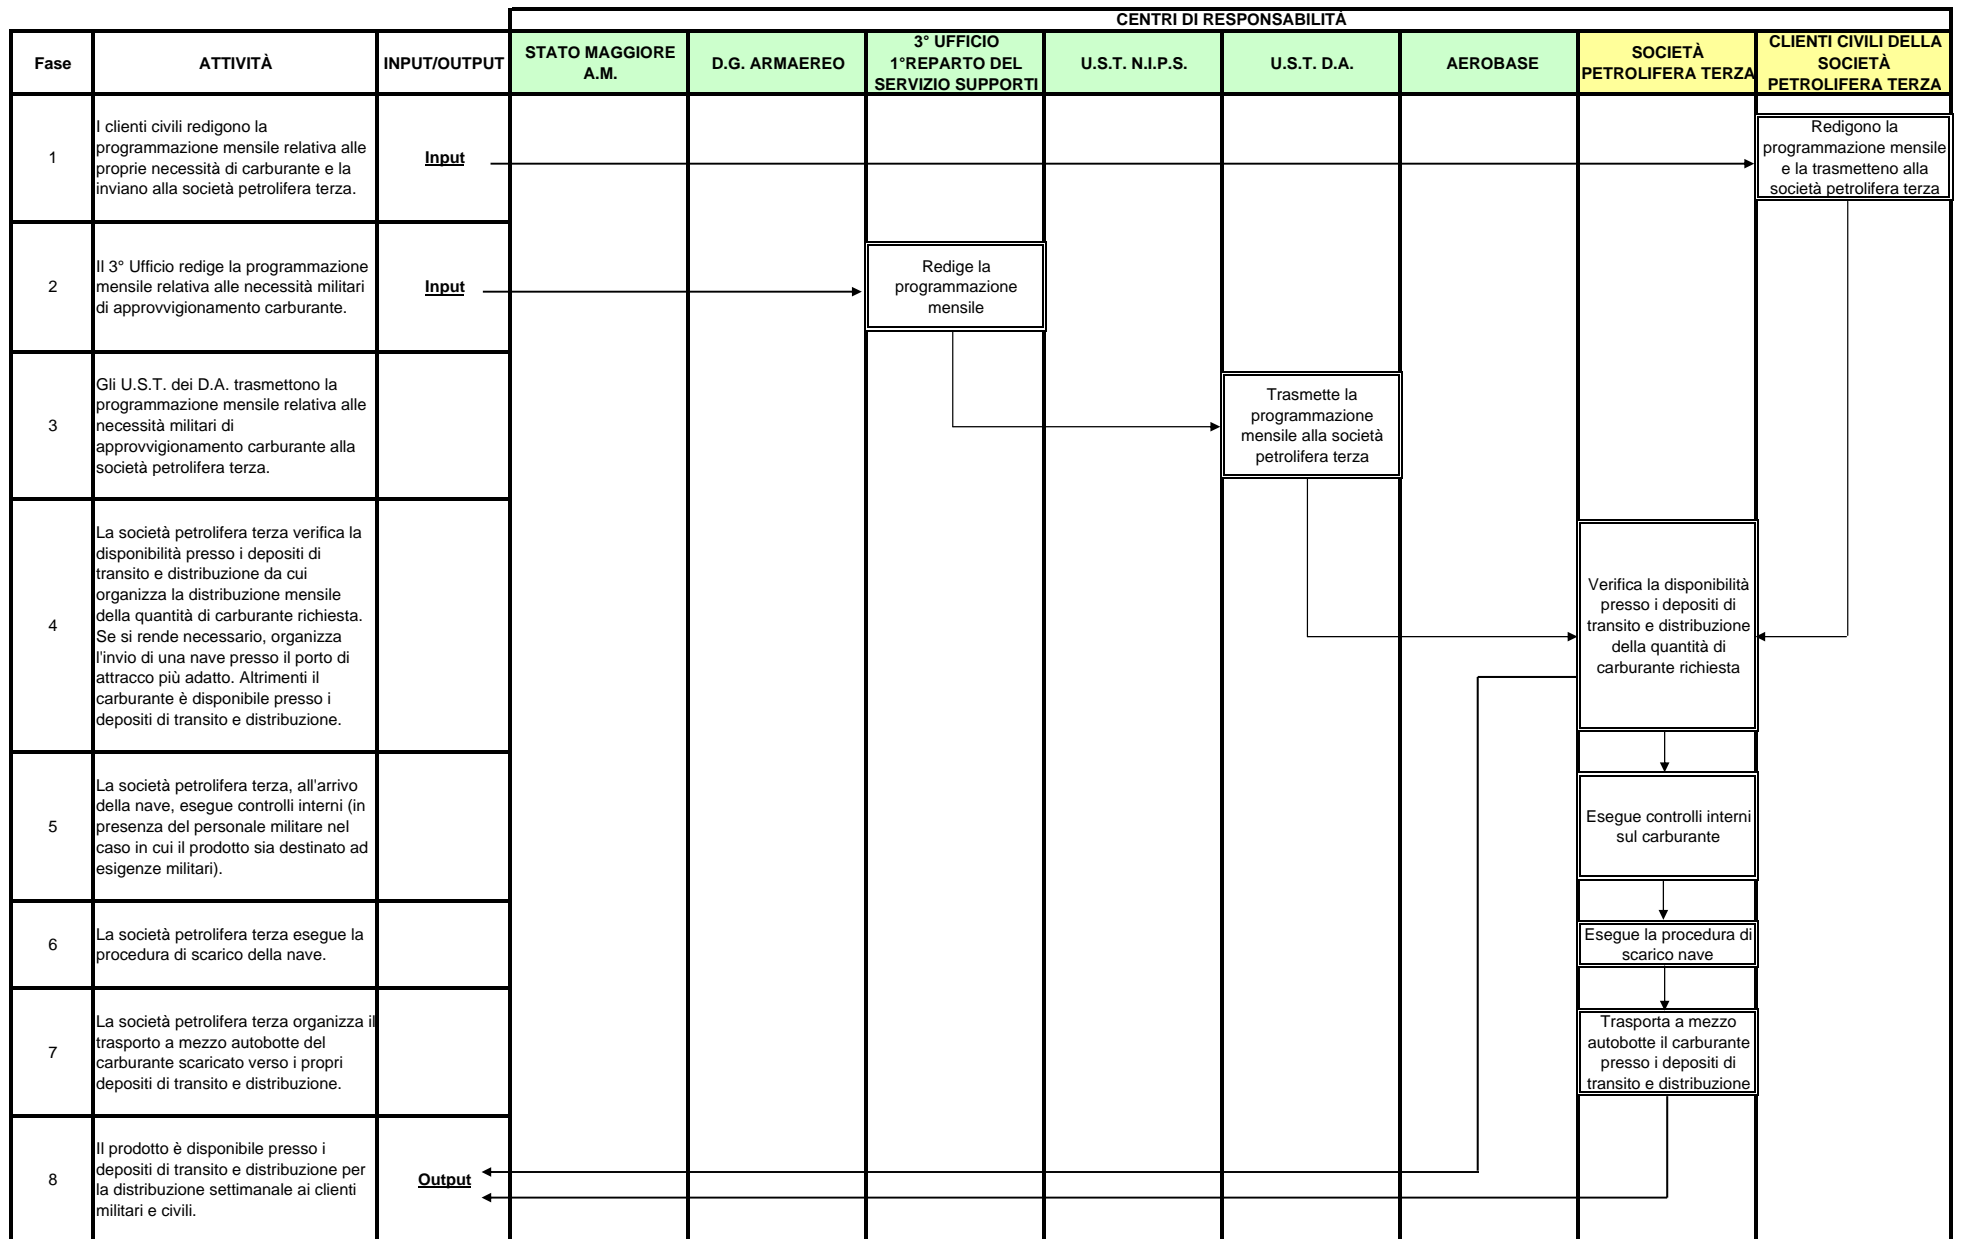 CENTRI DI RESPONSABILITÀ
Fase
ATTIVITÀ
INPUT/OUTPUT
STATO MAGGIORE
A.M.
D.G. ARMAEREO
3° UFFICIO
1°REPARTO DEL
SERVIZIO SUPPORTI
U.S.T. N.I.P.S.
U.S.T. D.A.
AEROBASE
SOCIETÀ
PETROLIFERA TERZA
CLIENTI CIVILI DELLA
SOCIETÀ
PETROLIFERA TERZA
1
I clienti civili redigono la
programmazione mensile relativa alle
proprie necessità di carburante e la
inviano alla società petrolifera terza.
Input
Redigono la
programmazione mensile
e la trasmetteno alla
società petrolifera terza
2
Il 3° Ufficio redige la programmazione
mensile relativa alle necessità militari
di approvvigionamento carburante.
Input
Redige la
programmazione
mensile
3
Gli U.S.T. dei D.A. trasmettono la
programmazione mensile relativa alle
necessità militari di
approvvigionamento carburante alla
società petrolifera terza.
Trasmette la
programmazione
mensile alla società
petrolifera terza
4
La società petrolifera terza verifica la
disponibilità presso i depositi di
transito e distribuzione da cui
organizza la distribuzione mensile
della quantità di carburante richiesta.
Se si rende necessario, organizza
l'invio di una nave presso il porto di
attracco più adatto. Altrimenti il
carburante è disponibile presso i
depositi di transito e distribuzione.
Verifica la disponibilità
presso i depositi di
transito e distribuzione
della quantità di
carburante richiesta
5
La società petrolifera terza, all'arrivo
della nave, esegue controlli interni (in
presenza del personale militare nel
caso in cui il prodotto sia destinato ad
esigenze militari).
Esegue controlli interni
sul carburante
6
La società petrolifera terza esegue la
procedura di scarico della nave.
Esegue la procedura di
scarico nave
7
La società petrolifera terza organizza il
trasporto a mezzo autobotte del
carburante scaricato verso i propri
depositi di transito e distribuzione.
Trasporta a mezzo
autobotte il carburante
presso i depositi di
transito e distribuzione
8
Il prodotto è disponibile presso i
depositi di transito e distribuzione per
la distribuzione settimanale ai clienti
militari e civili.
Output